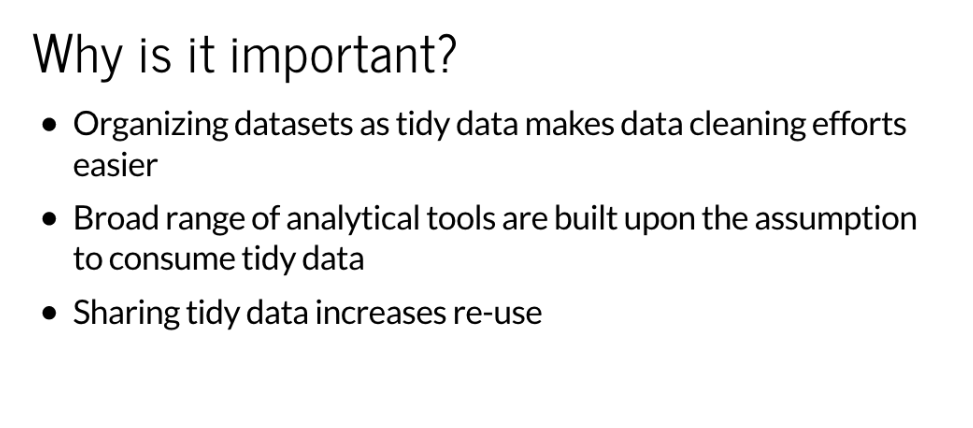 Why is it important?
• Organizing datasets as tidy data makes data cleaning efforts
easier
• Broad range of analytical tools are built upon the assumption
to consume tidy data
• Sharing tidy data increases re-use